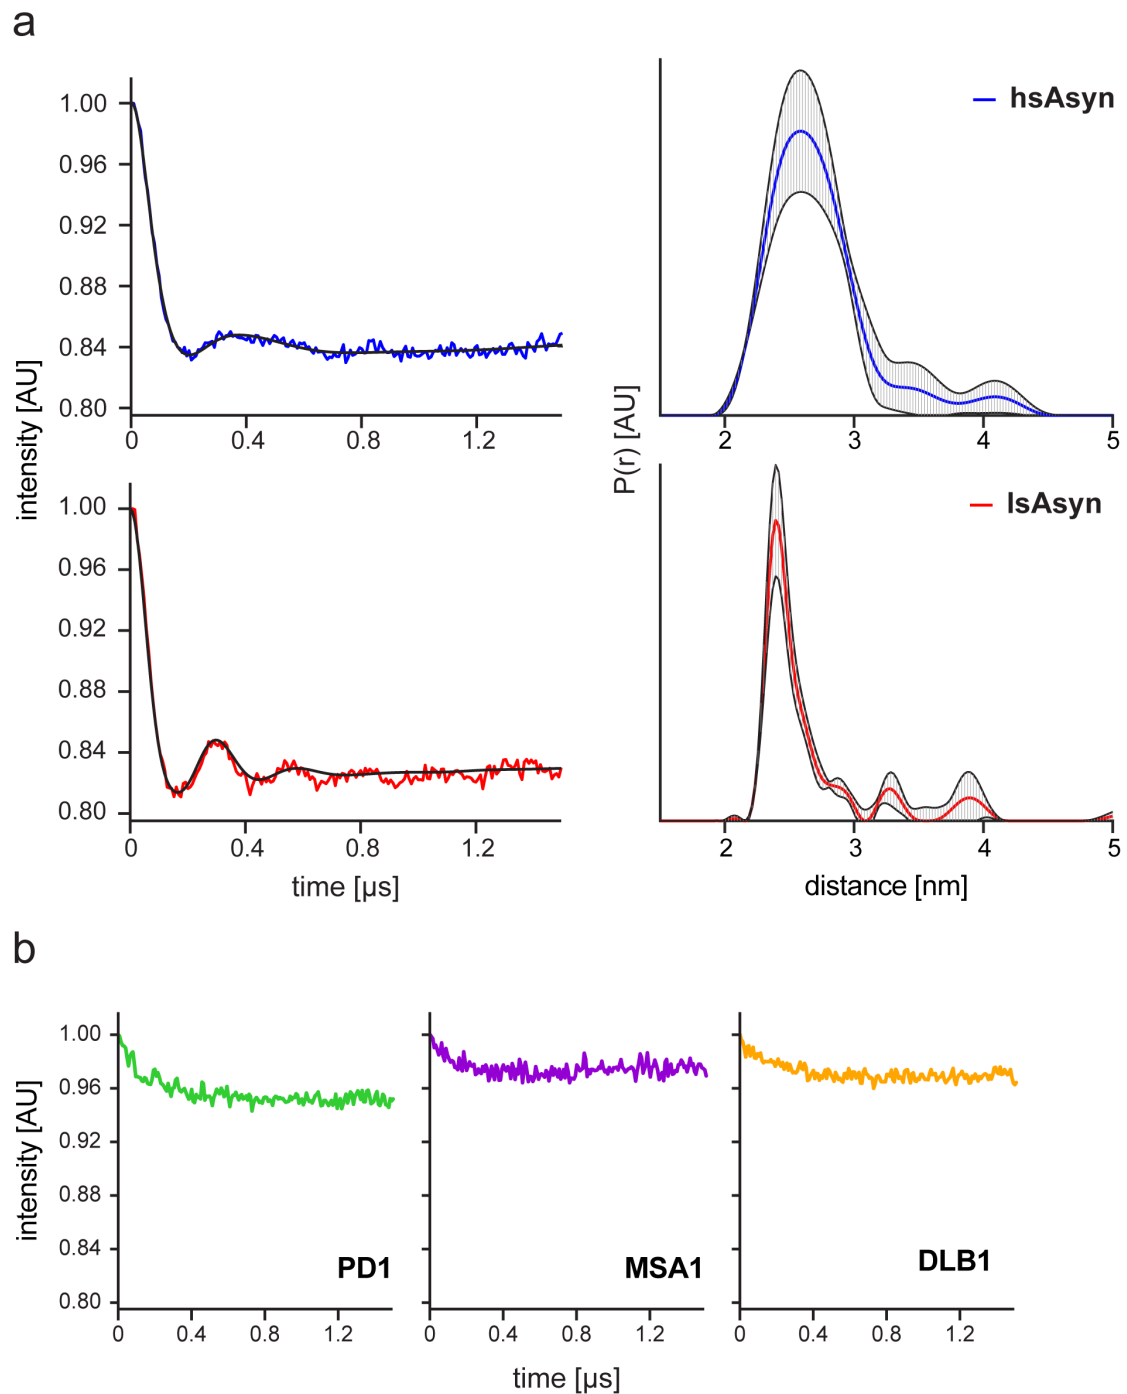 a
intensity [AU]
1.00
0.96
0.92
0.88
0.84
0.80
0 0.4 0.8 1.2
P(r) [AU]
hsAsyn
2 3 4 5
1.00
0.96
0.92
0.88
0.84
0.80
0 0.4 0.8 1.2
time [µs]
lsAsyn
2 3 4 5
distance [nm]
b
intensity [AU]
1.00
0.96
0.92
0.88
0.84
0.80
PD1
0 0.4 0.8 1.2
MSA1
0 0.4 0.8 1.2
DLB1
0 0.4 0.8 1.2
time [µs]